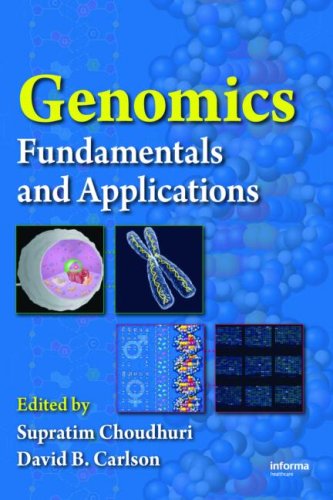 Genomics
Fundamentals
and Applications
Edited by
Supratim Choudhuri
David B. Carlson
informa
healthcare